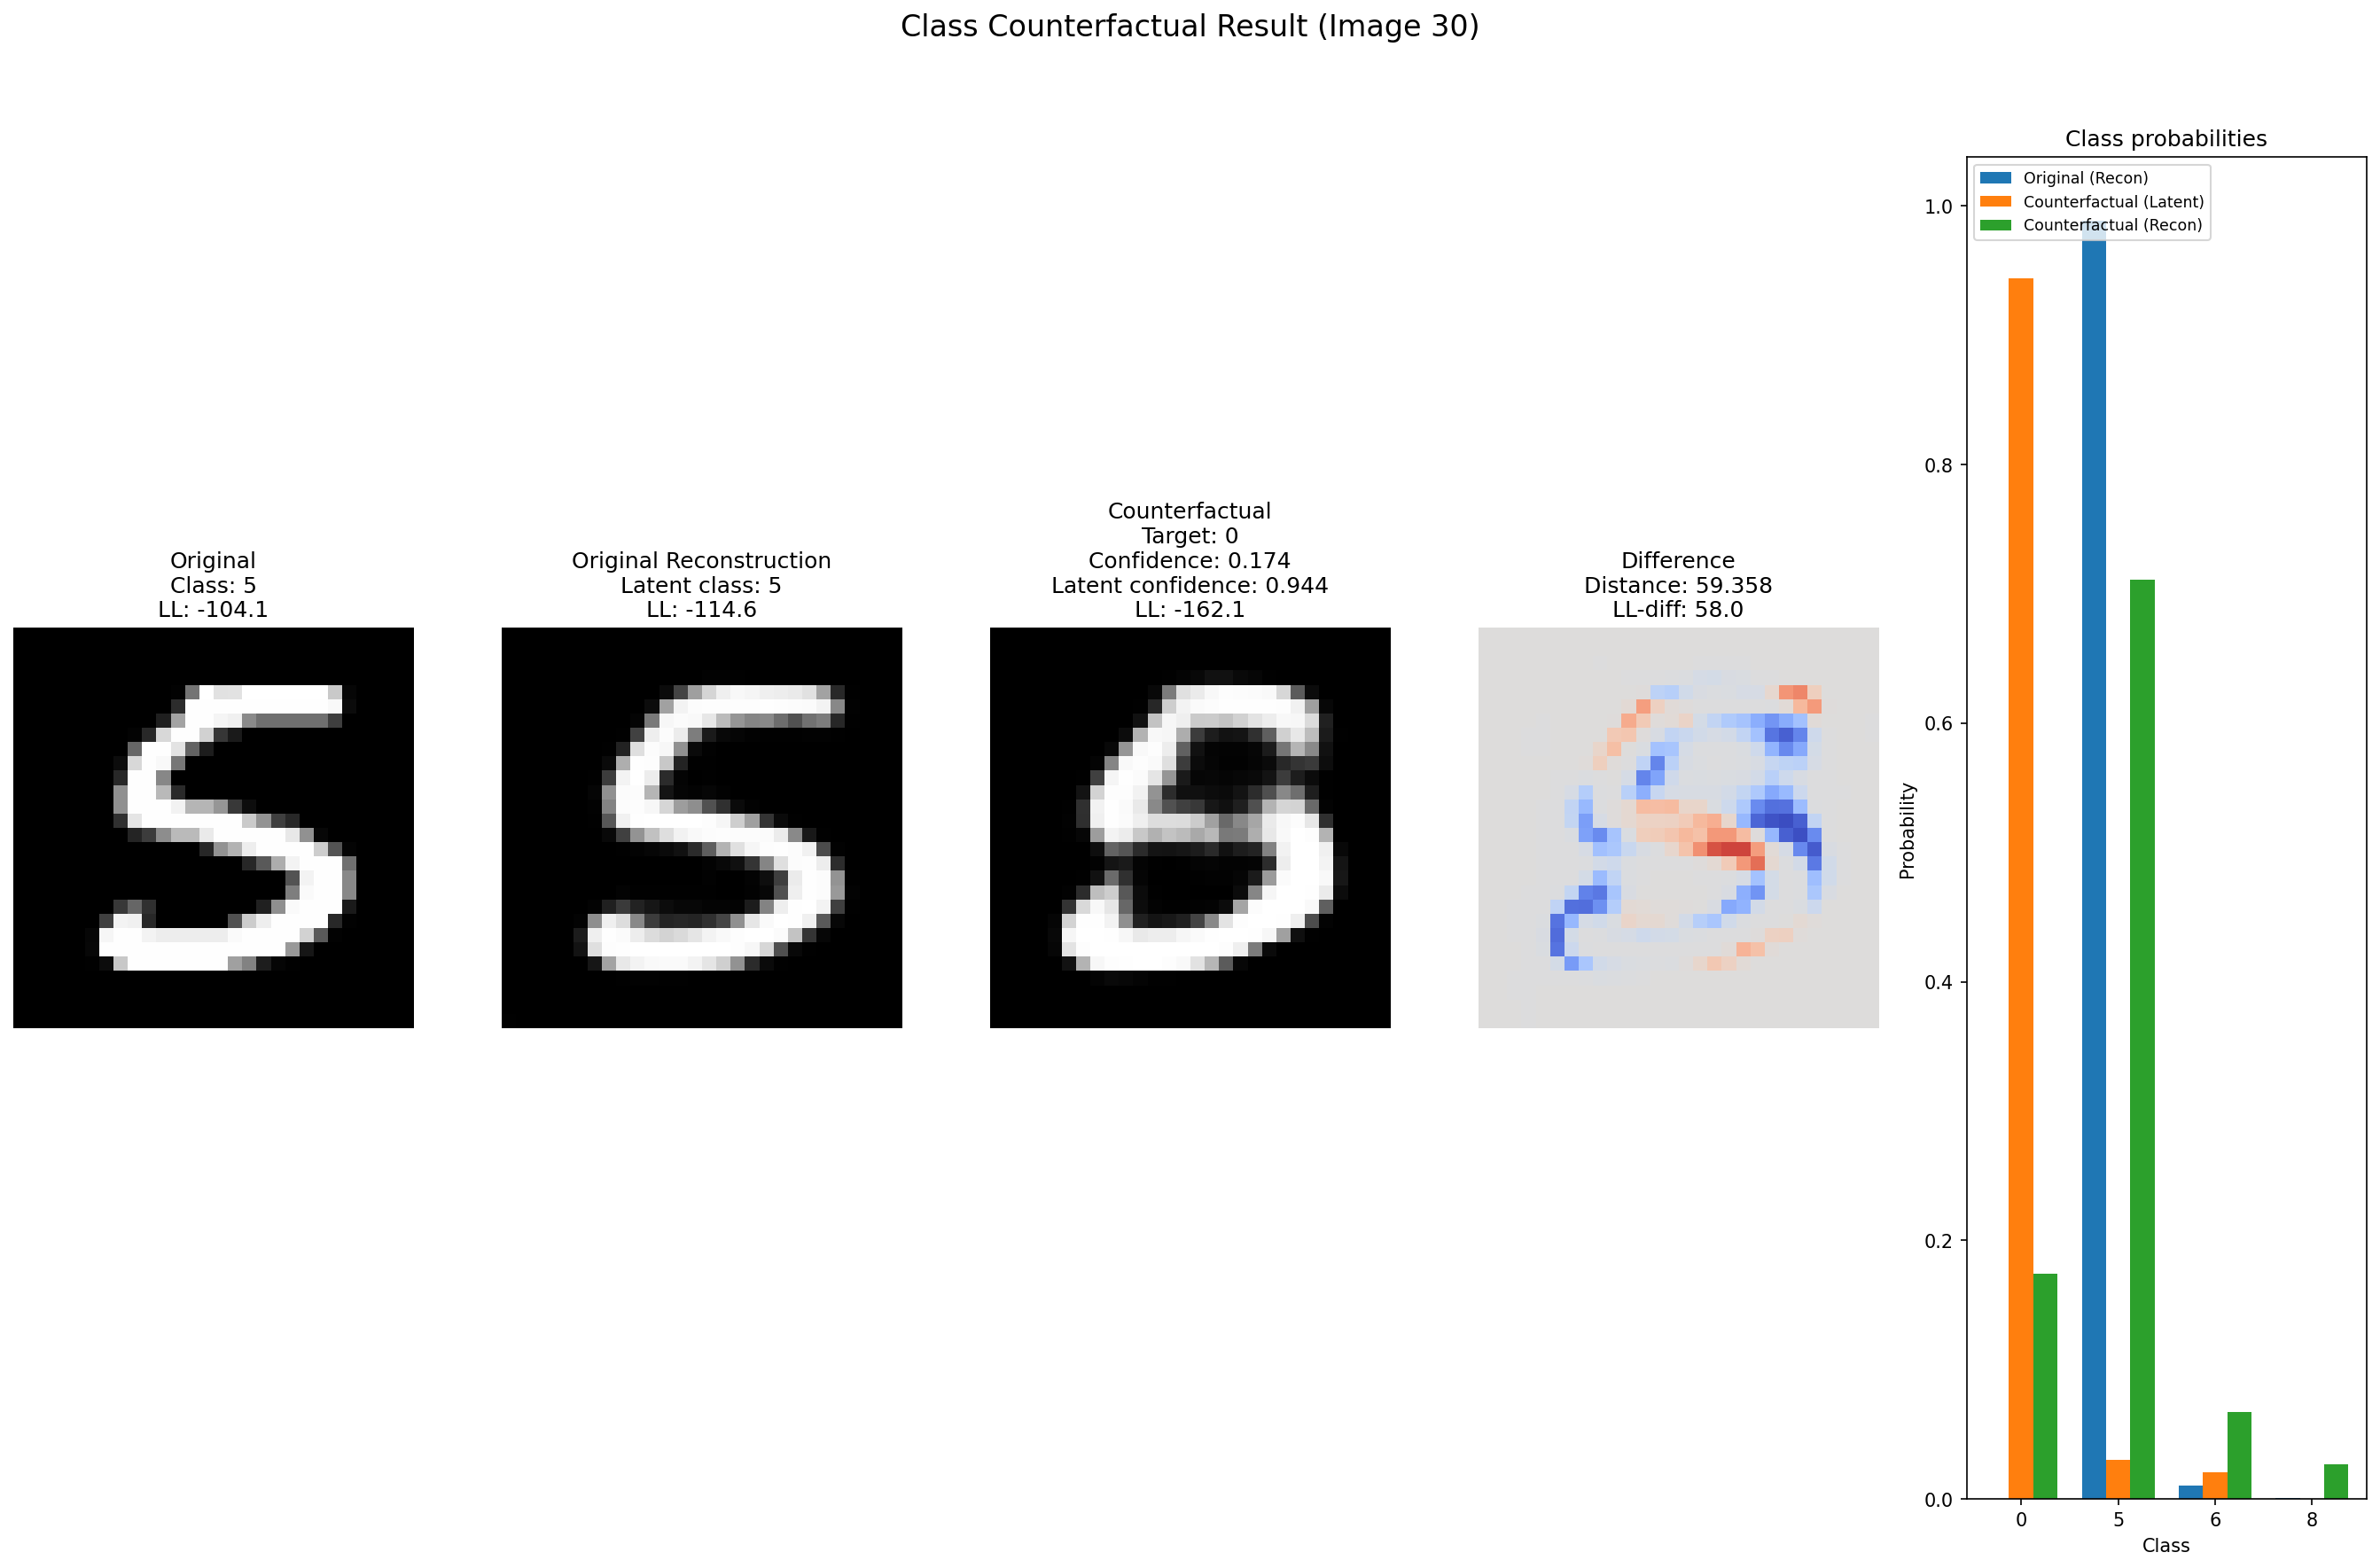 Class Counterfactual Result (Image 30)
Original
Class: 5
LL: -104.1
5
Original Reconstruction
Latent class: 5
LL: -114.6
5
Counterfactual
Target: 0
Confidence: 0.174
Latent confidence: 0.944
LL: -162.1
Difference
Distance: 59.358
LL-diff: 58.0
Class probabilities
Original (Recon)
Counterfactual (Latent)
Counterfactual (Recon)
Probability
1.0
0.8
0.6
0.4
0.2
0.0
0
5
6
8
Class